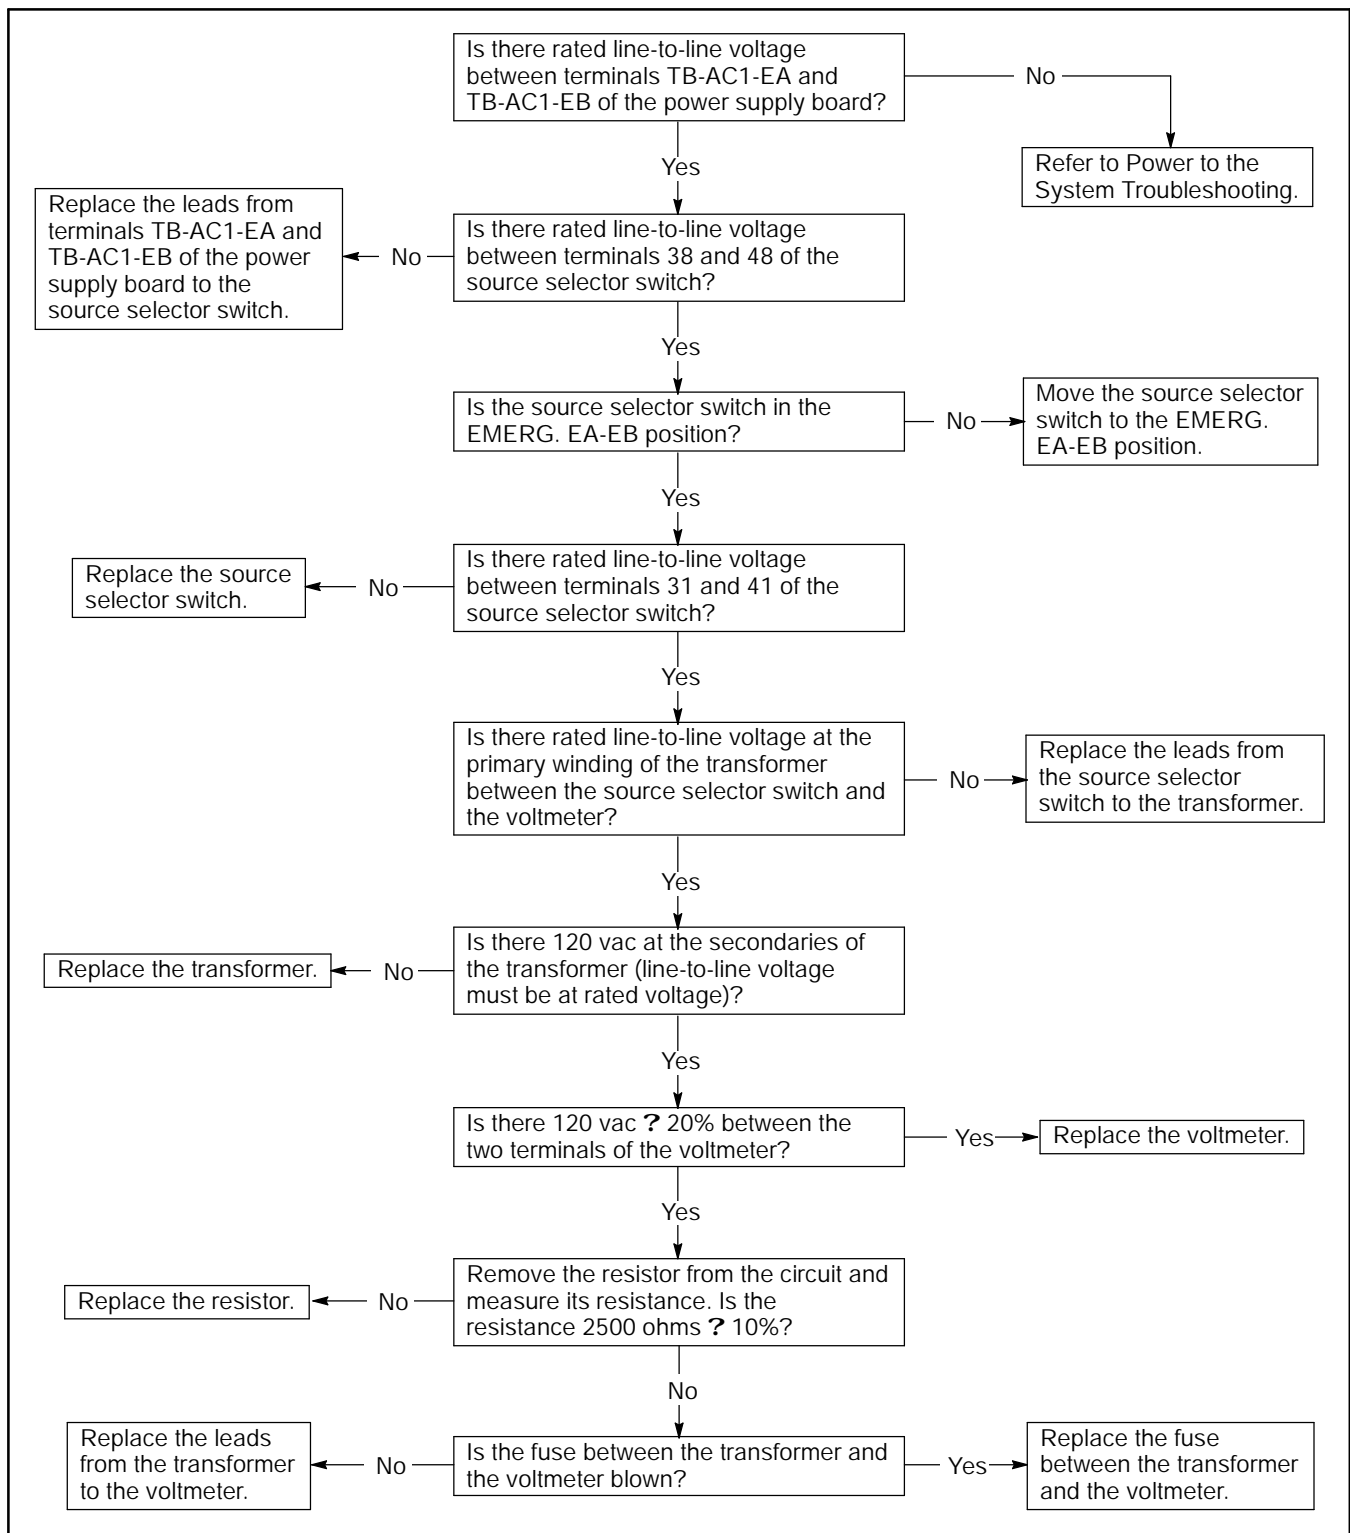 Is there rated line-to-line voltage
between terminals TB-AC1-EA and
TB-AC1-EB of the power supply board?
No
Refer to Power to the
System Troubleshooting.
Yes
Replace the leads from
terminals TB-AC1-EA and
TB-AC1-EB of the power
supply board to the
source selector switch.
No
Is there rated line-to-line voltage
between terminals 38 and 48 of the
source selector switch?
Yes
Is the source selector switch in the
EMERG. EA-EB position?
No
Move the source selector
switch to the EMERG.
EA-EB position.
Yes
Replace the source
selector switch.
No
Is there rated line-to-line voltage
between terminals 31 and 41 of the
source selector switch?
Yes
Is there rated line-to-line voltage at the
primary winding of the transformer
between the source selector switch and
the voltmeter?
No
Replace the leads from
the source selector
switch to the transformer.
Yes
Replace the transformer.
No
Is there 120 vac at the secondaries of
the transformer (line-to-line voltage
must be at rated voltage)?
Yes
Is there 120 vac ? 20% between the
two terminals of the voltmeter?
Yes
Replace the voltmeter.
Yes
Replace the resistor.
No
Remove the resistor from the circuit and
measure its resistance. Is the
resistance 2500 ohms ? 10%?
No
Replace the leads
from the transformer
to the voltmeter.
No
Is the fuse between the transformer and
the voltmeter blown?
Yes
Replace the fuse
between the transformer
and the voltmeter.